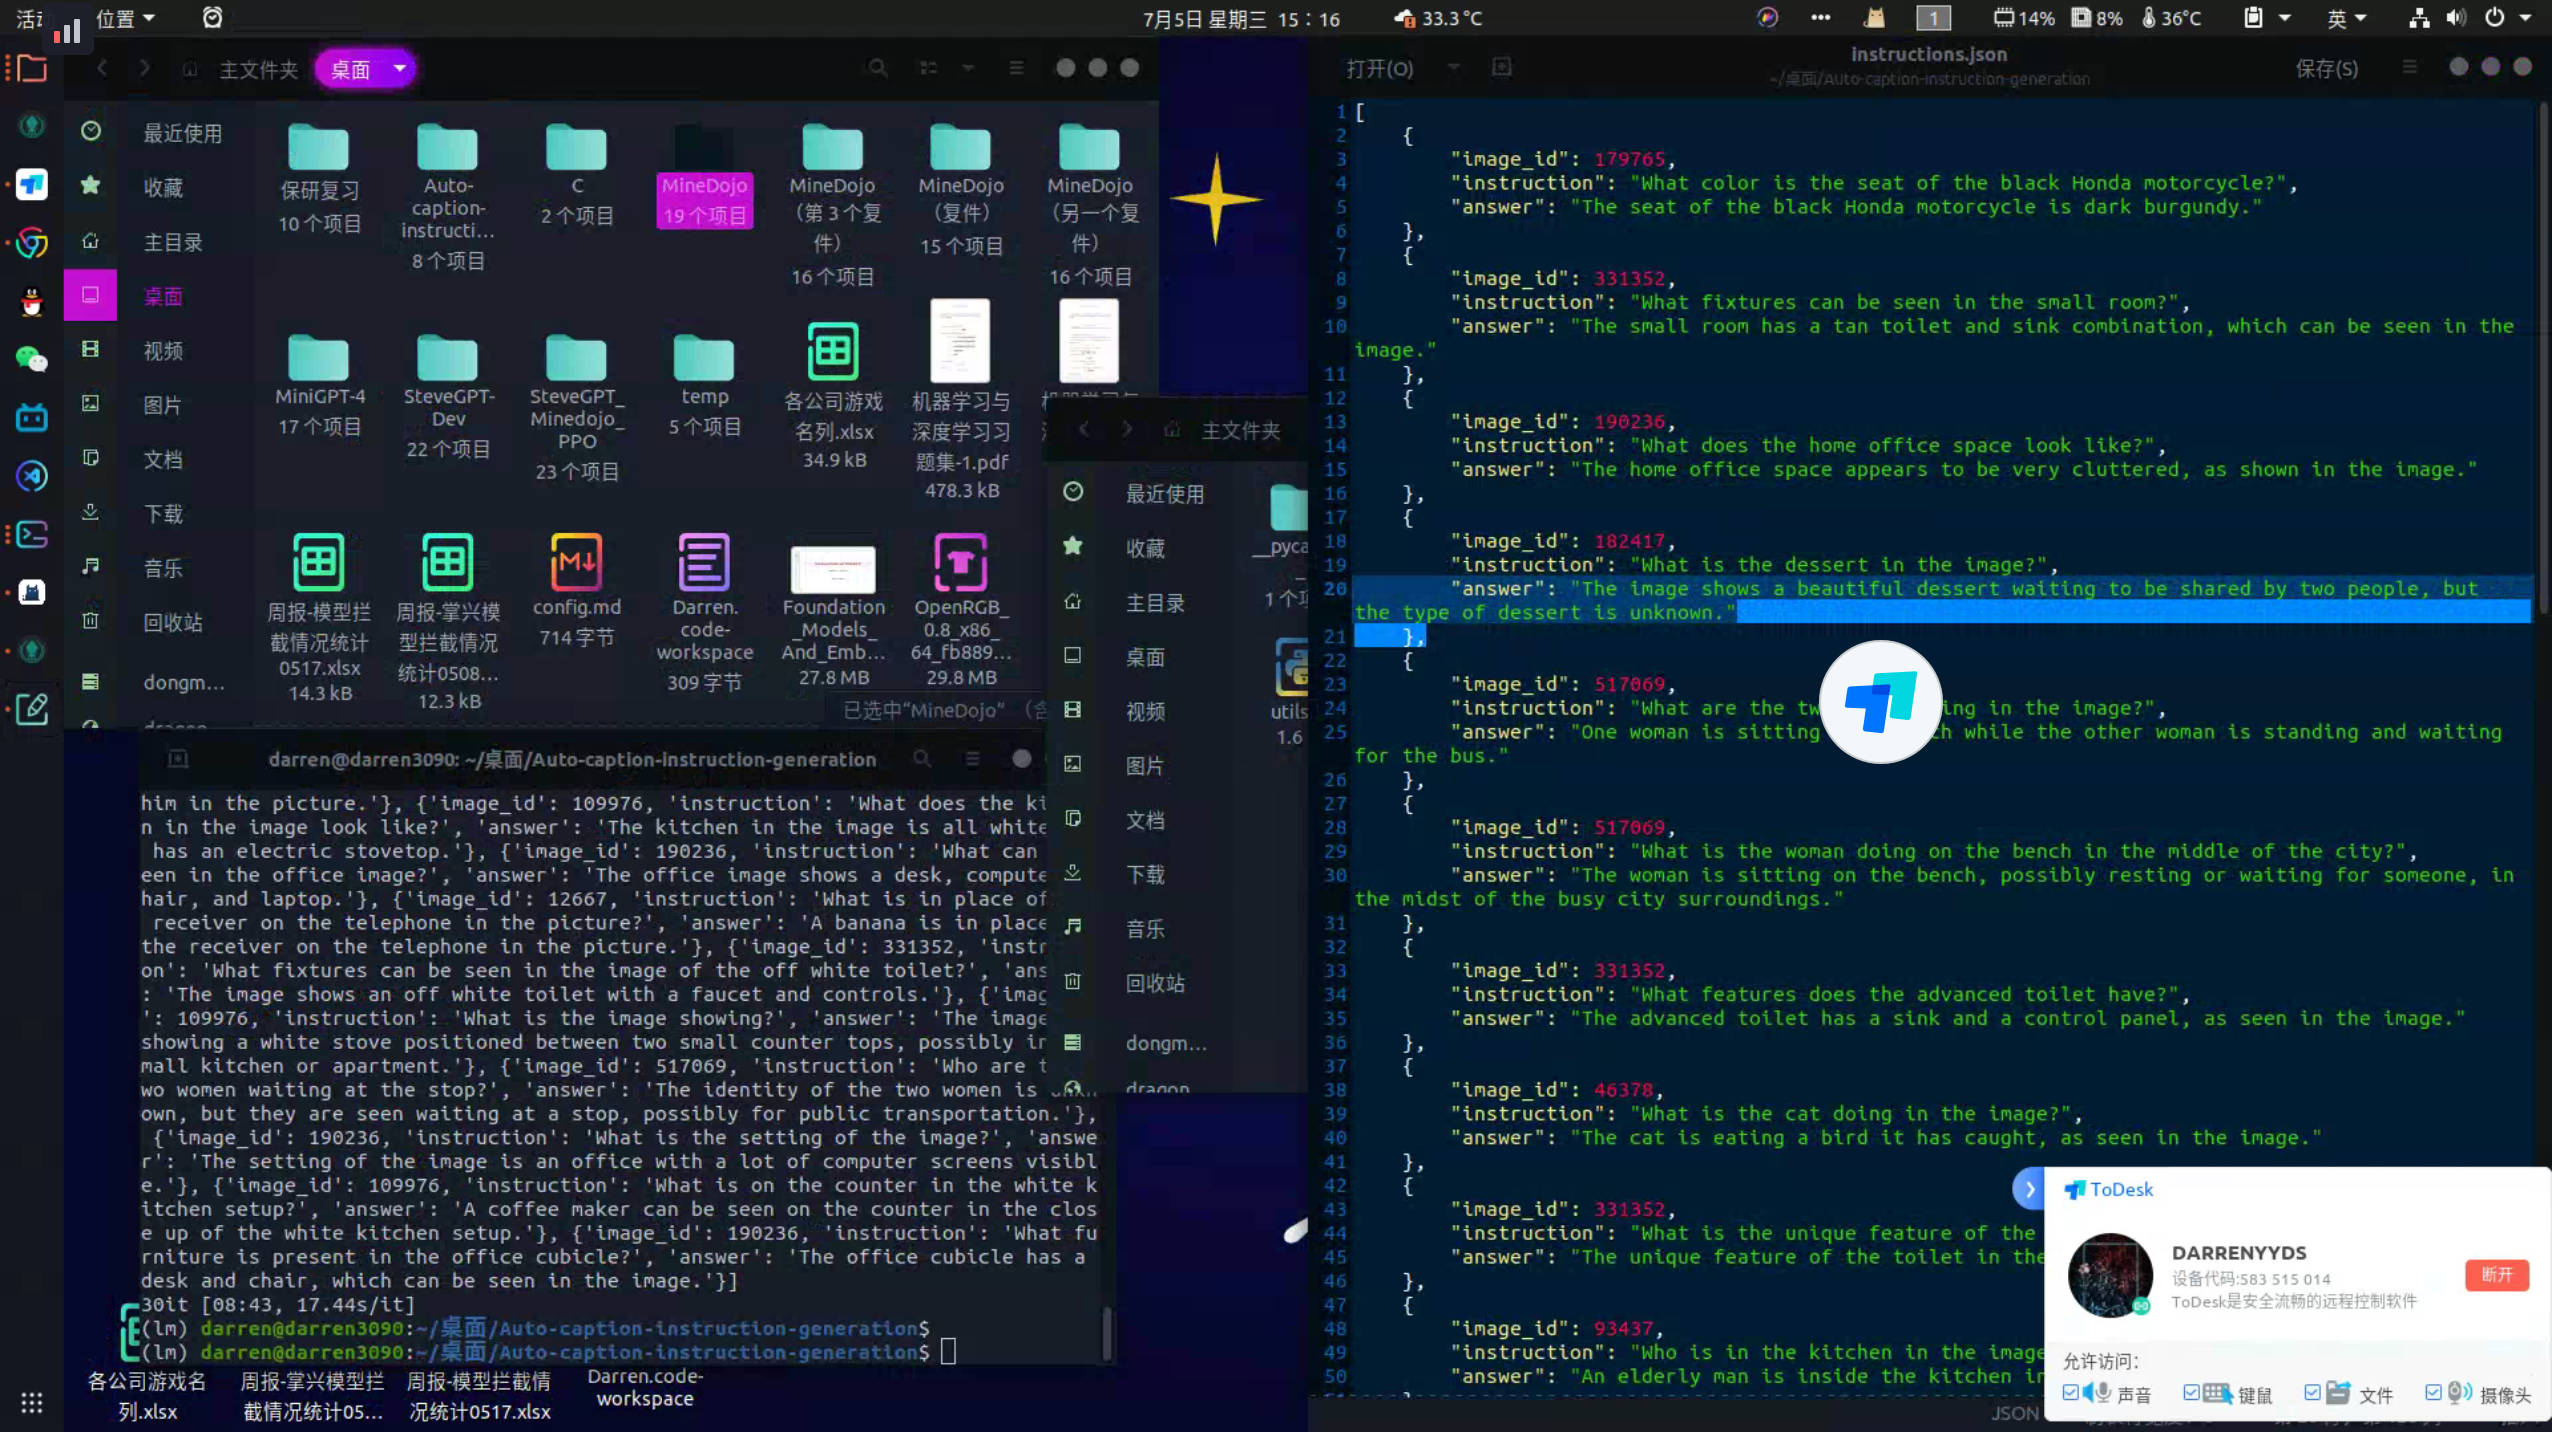 活动
位置
7月5日 星期三 15：16
33.3 °C
1
14%
8%
36°C
英
主文件夹
桌面
最近使用
收藏
主目录
桌面
视频
图片
文档
下载
音乐
回收站
dongm...
保研复习
10 个项目
Auto-
caption-
instructi...
8 个项目
C
2 个项目
MineDojo
19 个项目
MineDojo
（第 3 个复
件）
16 个项目
MineDojo
（复件）
15 个项目
MineDojo
（另一个复
件）
16 个项目
MiniGPT-4
17 个项目
SteveGPT-
Dev
22 个项目
SteveGPT_
Minedojo_
PPO
23 个项目
temp
5 个项目
各公司游戏
名列.xlsx
34.9 kB
机器学习与
深度学习习
题集-1.pdf
478.3 kB
周报-模型拦
截情况统计
0517.xlsx
14.3 kB
周报-掌兴模
型拦截情况
统计0508...
12.3 kB
config.md
714 字节
Darren.
code-
workspace
309 字节
Foundation
_Models_
And_Emb...
27.8 MB
OpenRGB_
0.8_x86_
64_fb889...
29.8 MB
已选中"MineDojo"
主文件夹
最近使用
收藏
主目录
桌面
视频
图片
文档
下载
音乐
回收站
dongm...
dragon
__pyca
utils
1.6
darren@darren3090: ~/桌面/Auto-caption-instruction-generation
him in the picture.'}, {'image_id': 109976, 'instruction': 'What does the ki
n in the image look like?', 'answer': 'The kitchen in the image is all white
has an electric stovetop.'}, {'image_id': 190236, 'instruction': 'What can
een in the office image?', 'answer': 'The office image shows a desk, compute
hair, and laptop.'}, {'image_id': 12667, 'instruction': 'What is in place of
receiver on the telephone in the picture?', 'answer': 'A banana is in place
the receiver on the telephone in the picture.'}, {'image_id': 331352, 'instr
on': 'What fixtures can be seen in the image of the off white toilet?', 'ans
: 'The image shows an off white toilet with a faucet and controls.'}, {'imag
': 109976, 'instruction': 'What is the image showing?', 'answer': 'The image
showing a white stove positioned between two small counter tops, possibly in
mall kitchen or apartment.'}, {'image_id': 517069, 'instruction': 'Who are t
wo women waiting at the stop?', 'answer': 'The identity of the two women is unkn
own, but they are seen waiting at a stop, possibly for public transportation.'},
{'image_id': 190236, 'instruction': 'What is the setting of the image?', 'answe
r': 'The setting of the image is an office with a lot of computer screens visibl
e.'}, {'image_id': 109976, 'instruction': 'What is on the counter in the white k
itchen setup?', 'answer': 'A coffee maker can be seen on the counter in the clos
e up of the white kitchen setup.'}, {'image_id': 190236, 'instruction': 'What fu
rniture is present in the office cubicle?', 'answer': 'The office cubicle has a
desk and chair, which can be seen in the image.'}]
30it [08:43, 17.44s/it]
(lm) darren@darren3090:~/桌面/Auto-caption-instruction-generation$
(lm) darren@darren3090:~/桌面/Auto-caption-instruction-generation$
各公司游戏名
列.xlsx
周报-掌兴模型拦
截情况统计05...
周报-模型拦截情
况统计0517.xlsx
Darren.code-
workspace
打开(O)
instructions.json
~/桌面/Auto-caption-instruction-generation
保存(S)
1 [
2 {
3 "image_id": 179765,
4 "instruction": "What color is the seat of the black Honda motorcycle?",
5 "answer": "The seat of the black Honda motorcycle is dark burgundy."
6 },
7 {
8 "image_id": 331352,
9 "instruction": "What fixtures can be seen in the small room?",
10 "answer": "The small room has a tan toilet and sink combination, which can be seen in the
image."
11 },
12 {
13 "image_id": 190236,
14 "instruction": "What does the home office space look like?",
15 "answer": "The home office space appears to be very cluttered, as shown in the image."
16 },
17 {
18 "image_id": 182417,
19 "instruction": "What is the dessert in the image?",
20 "answer": "The image shows a beautiful dessert waiting to be shared by two people, but
the type of dessert is unknown."
21 },
22 {
23 "image_id": 517069,
24 "instruction": "What are the tw ing in the image?",
25 "answer": "One woman is sitting h while the other woman is standing and waiting
for the bus."
26 },
27 {
28 "image_id": 517069,
29 "instruction": "What is the woman doing on the bench in the middle of the city?",
30 "answer": "The woman is sitting on the bench, possibly resting or waiting for someone, in
the midst of the busy city surroundings."
31 },
32 {
33 "image_id": 331352,
34 "instruction": "What features does the advanced toilet have?",
35 "answer": "The advanced toilet has a sink and a control panel, as seen in the image."
36 },
37 {
38 "image_id": 46378,
39 "instruction": "What is the cat doing in the image?",
40 "answer": "The cat is eating a bird it has caught, as seen in the image."
41 },
42 {
43 "image_id": 331352,
44 "instruction": "What is the unique feature of the
45 "answer": "The unique feature of the toilet in the
46 },
47 {
48 "image_id": 93437,
49 "instruction": "Who is in the kitchen in the image
50 "answer": "An elderly man is inside the kitchen in
JSON
ToDesk
DARRENYYDS
设备代码:583 515 014
ToDesk是安全流畅的远程控制软件
断开
允许访问：
声音
键鼠
文件
摄像头